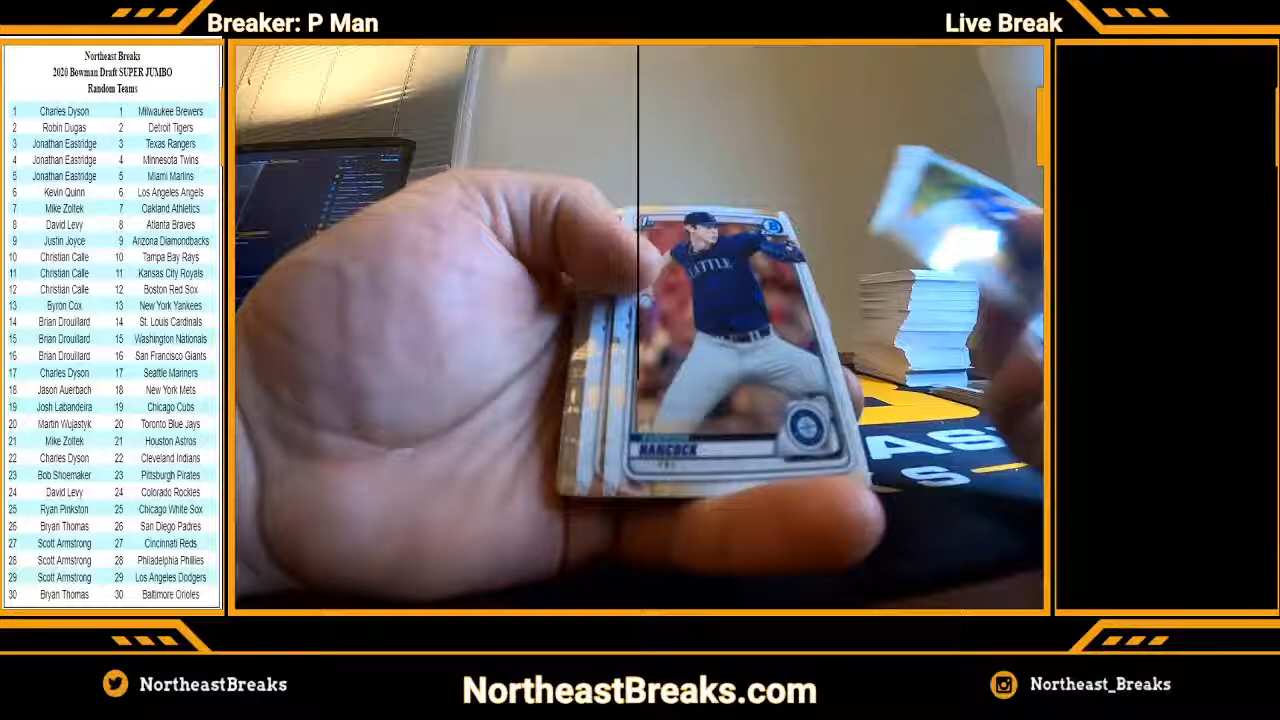 Breaker: P Man
Live Break
Northeast Breaks
2020 Bowman Draft SUPER JUMBO
Random Teams
1 Charles Dyson 1 Milwaukee Brewers
2 Robin Dugas 2 Detroit Tigers
3 Jonathan Eastridge 3 Texas Rangers
4 Jonathan Eastridge 4 Minnesota Twins
5 Jonathan Eastridge 5 Miami Marlins
6 Kevin Quinn 6 Los Angeles Angels
7 Mike Zoltek 7 Oakland Athletics
8 David Levy 8 Atlanta Braves
9 Justin Joyce 9 Arizona Diamondbacks
10 Christian Calle 10 Tampa Bay Rays
11 Christian Calle 11 Kansas City Royals
12 Christian Calle 12 Boston Red Sox
13 Byron Cox 13 New York Yankees
14 Brian Drouillard 14 St. Louis Cardinals
15 Brian Drouillard 15 Washington Nationals
16 Brian Drouillard 16 San Francisco Giants
17 Charles Dyson 17 Seattle Mariners
18 Jason Auerbach 18 New York Mets
19 Josh Labandeira 19 Chicago Cubs
20 Martin Wujastyk 20 Toronto Blue Jays
21 Mike Zoltek 21 Houston Astros
22 Charles Dyson 22 Cleveland Indians
23 Bob Shoemaker 23 Pittsburgh Pirates
24 David Levy 24 Colorado Rockies
25 Ryan Pinkston 25 Chicago White Sox
26 Bryan Thomas 26 San Diego Padres
27 Scott Armstrong 27 Cincinnati Reds
28 Scott Armstrong 28 Philadelphia Phillies
29 Scott Armstrong 29 Los Angeles Dodgers
30 Bryan Thomas 30 Baltimore Orioles
SEATTLE
HANCOCK
AS
S
NortheastBreaks
NortheastBreaks.com
Northeast_Breaks